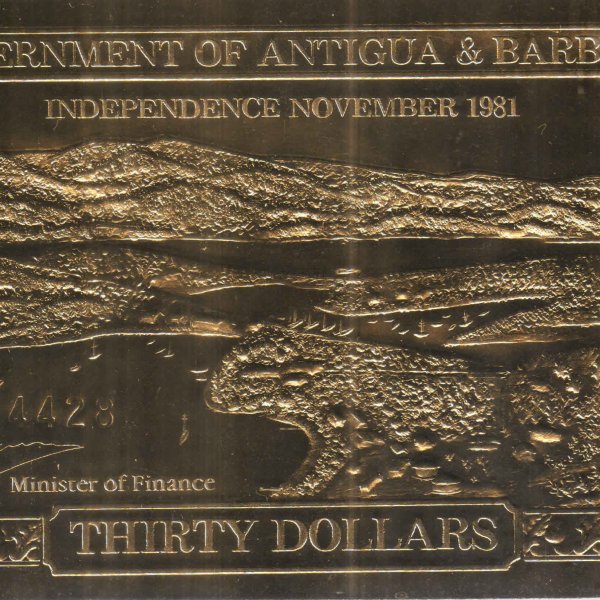 ERNMENT OF ANTIGUA & BARB
INDEPENDENCE NOVEMBER 1981
4428
Minister of Finance
THIRTY DOLLARS